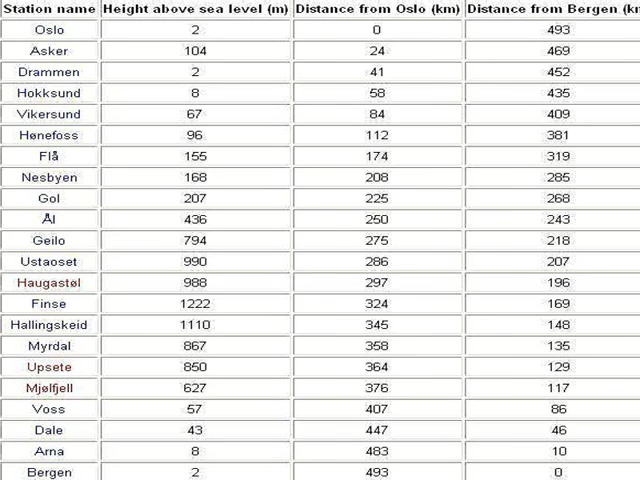 Station name Height above sea level (m) Distance from Oslo (km) Distance from Bergen (kn
Oslo 2 0 493
Asker 104 24 469
Drammen 2 41 452
Hokksund 8 58 435
Vikersund 67 84 409
Hønefoss 96 112 381
Flå 155 174 319
Nesbyen 168 208 285
Gol 207 225 268
Ål 436 250 243
Geilo 794 275 218
Ustaoset 990 286 207
Haugastøl 988 297 196
Finse 1222 324 169
Hallingskeid 1110 345 148
Myrdal 867 358 135
Upsete 850 364 129
Mjølfjell 627 376 117
Voss 57 407 86
Dale 43 447 46
Arna 8 483 10
Bergen 2 493 0